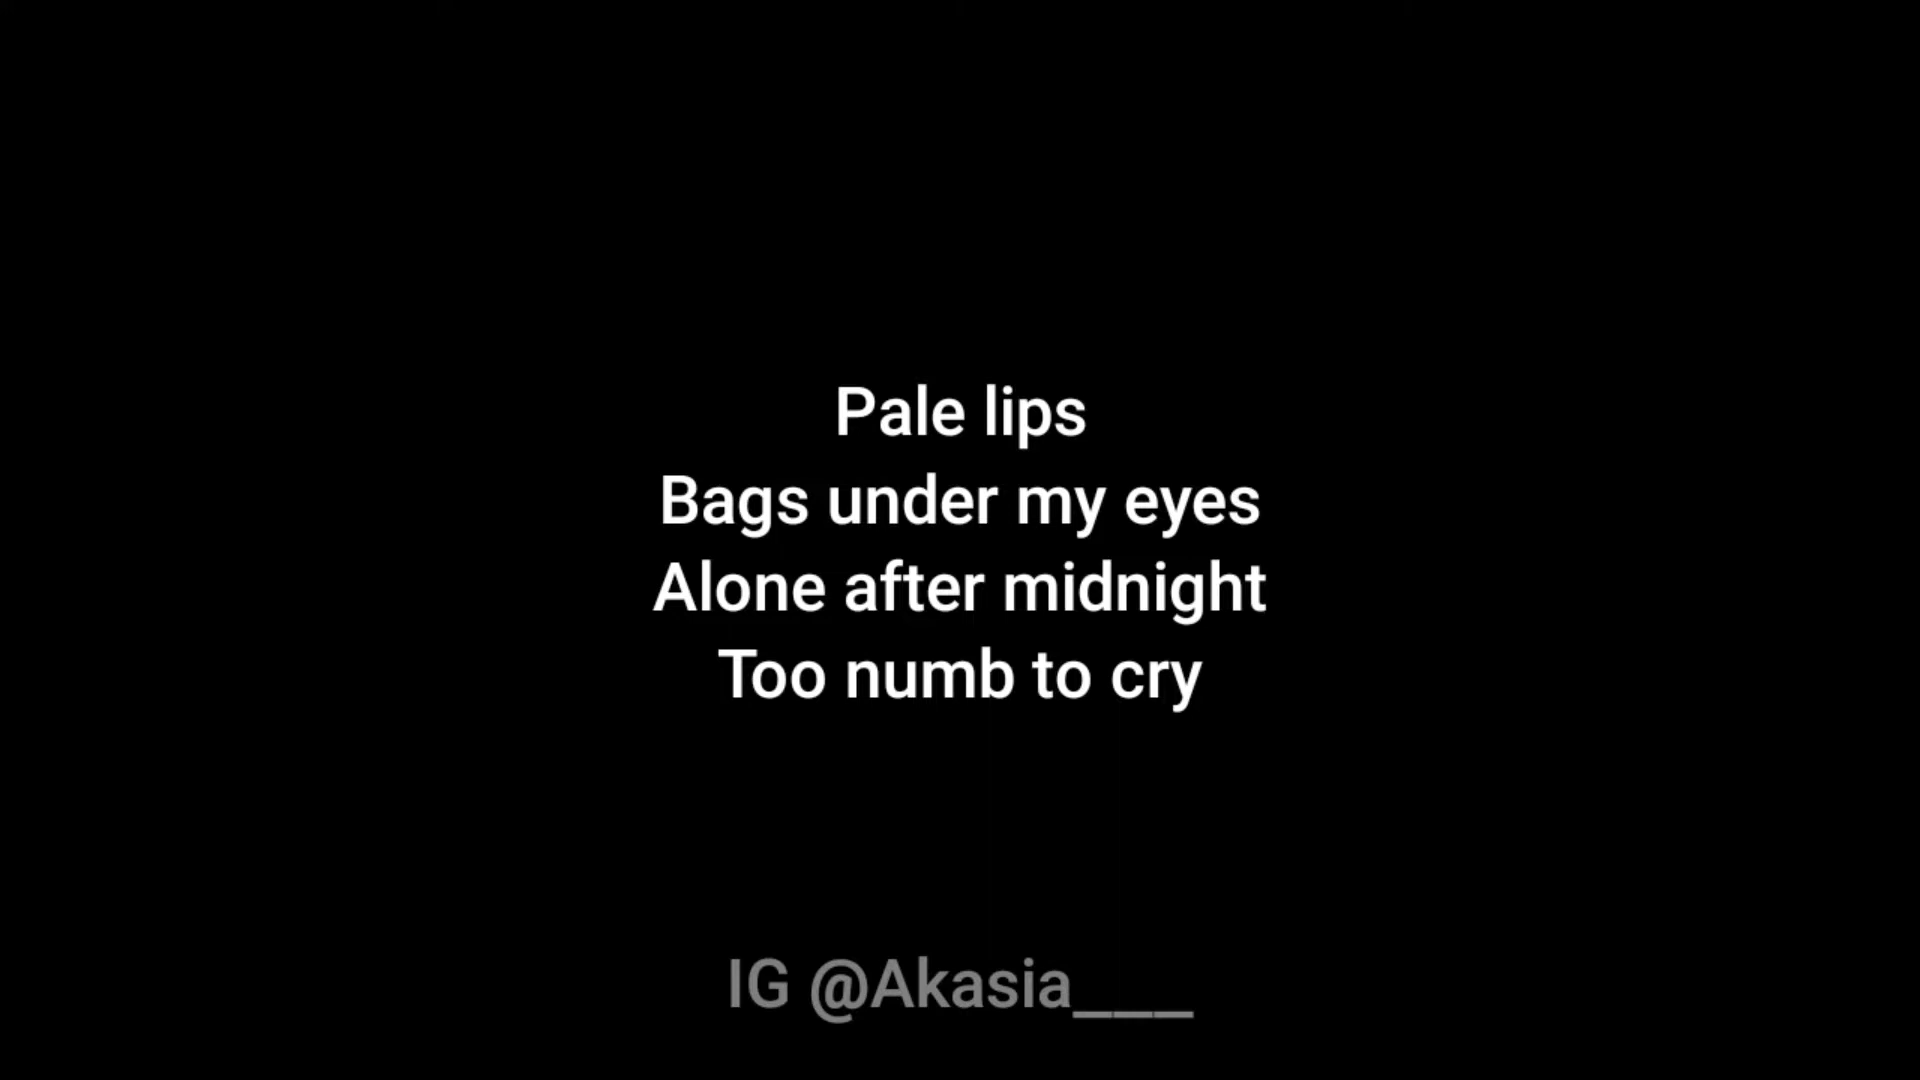 Pale lips
Bags under my eyes
Alone after midnight
Too numb to cry
IG @Akasia___